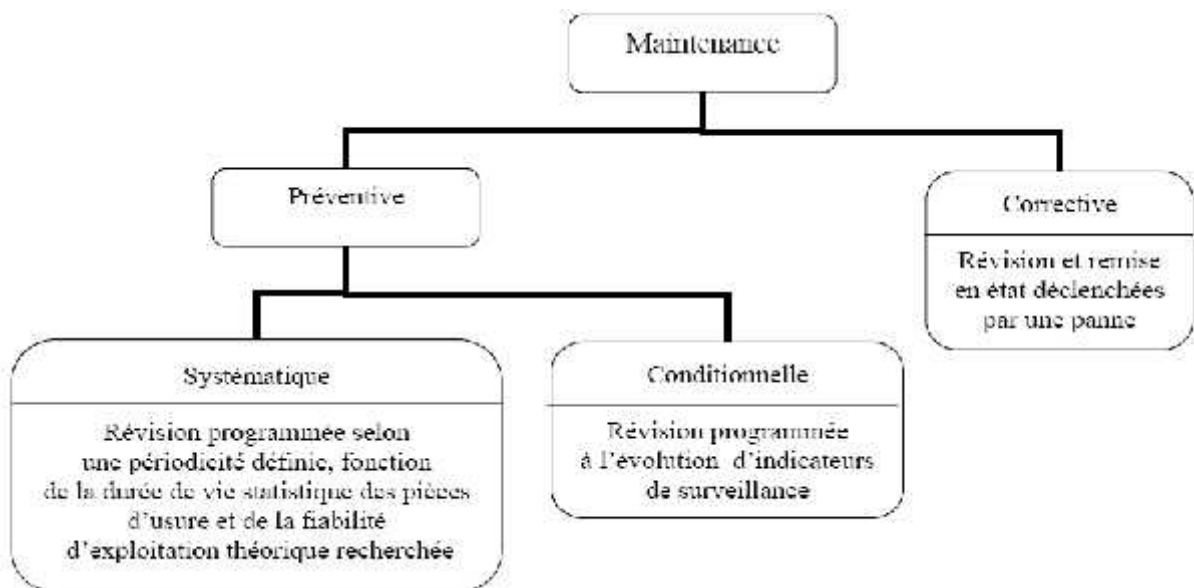 Maintenance
Préventive
Corrective
Révision et remise
en état déclenchées
par une panne
Systématique
Révision programmée selon
une périodicité définie, fonction
de la durée de vie statistique des pièces
d’usure et de la fiabilité
d’exploitation théorique recherchée
Conditionnelle
Révision programmée
à l’évolution d’indicateurs
de surveillance